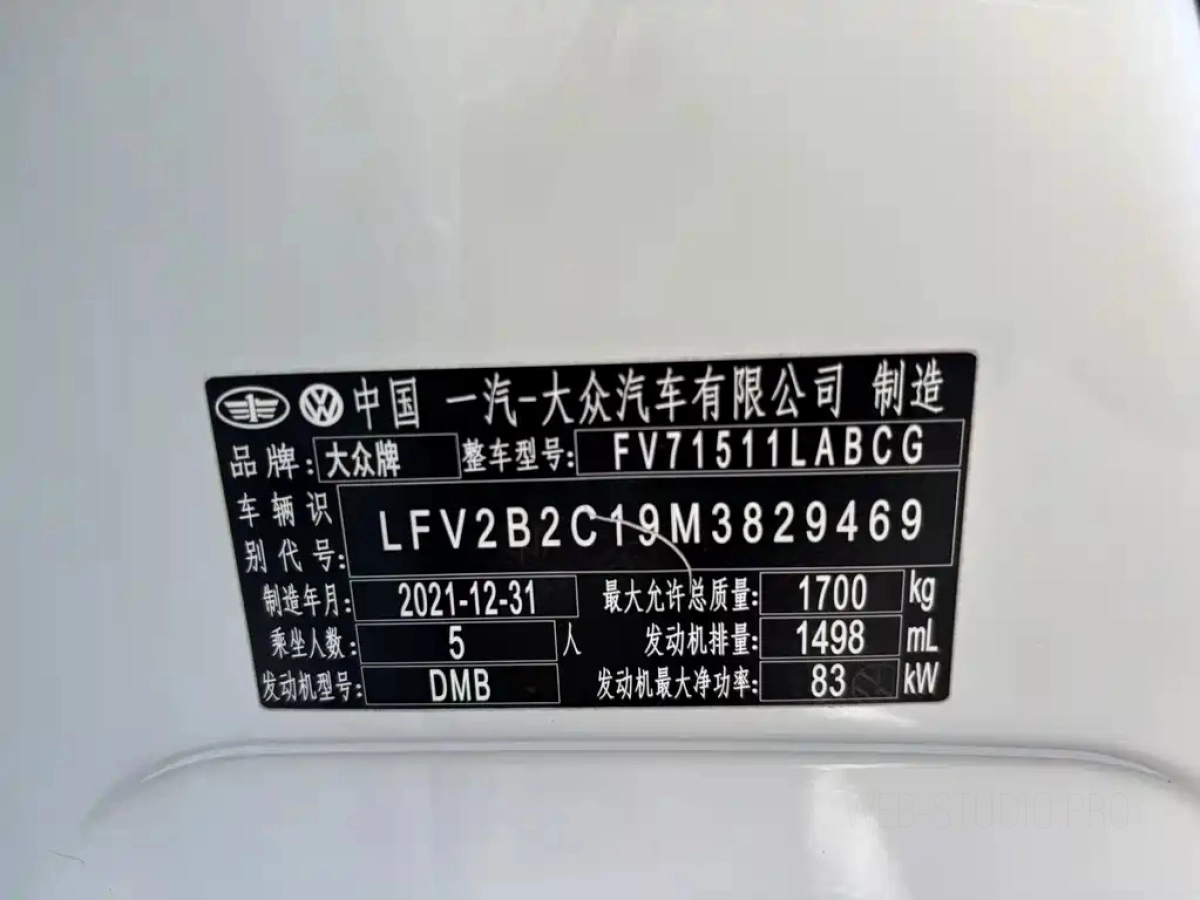 中国 一汽-大众汽车有限公司 制造
品牌: 大众牌 整车型号: FV71511LABCG
车辆识别代号: LFV2B2C19M3829469
制造年月: 2021-12-31 最大允许总质量: 1700 kg
乘坐人数: 5 人 发动机排量: 1498 mL
发动机型号: DMB 发动机最大净功率: 83 kW
WEB-STUDIO.PRO